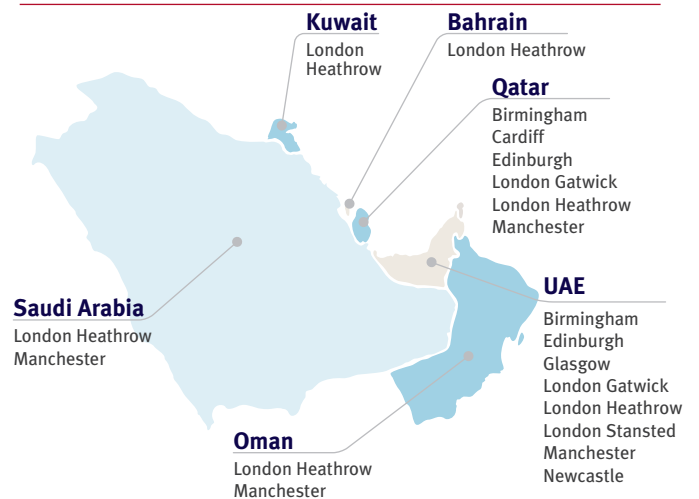 Kuwait
London
Heathrow
Bahrain
London Heathrow
Qatar
Birmingham
Cardiff
Edinburgh
London Gatwick
London Heathrow
Manchester
Saudi Arabia
London Heathrow
Manchester
UAE
Birmingham
Edinburgh
Glasgow
London Gatwick
London Heathrow
London Stansted
Manchester
Newcastle
Oman
London Heathrow
Manchester